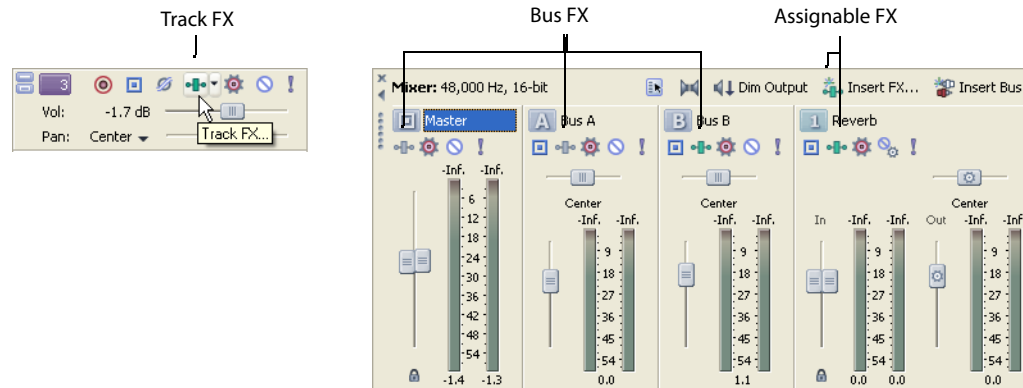 Track FX
Bus FX
Assignable FX
3
Vol: -1.7 dB
Pan: Center
Track FX...
Mixer: 48,000 Hz, 16-bit
Dim Output
Insert FX...
Insert Bus
Master
A Bus A
B Bus B
1 Reverb
-Inf. -Inf.
6
12
18
24
30
36
42
48
54
-1.4 -1.3
Center
-Inf. -Inf.
9
18
27
36
45
54
0.0
Center
-Inf. -Inf.
9
18
27
36
45
54
1.1
In -Inf. -Inf.
9
18
27
36
45
54
0.0 0.0
Center
Out -Inf. -Inf
9
18
27
36
45
54
0.0